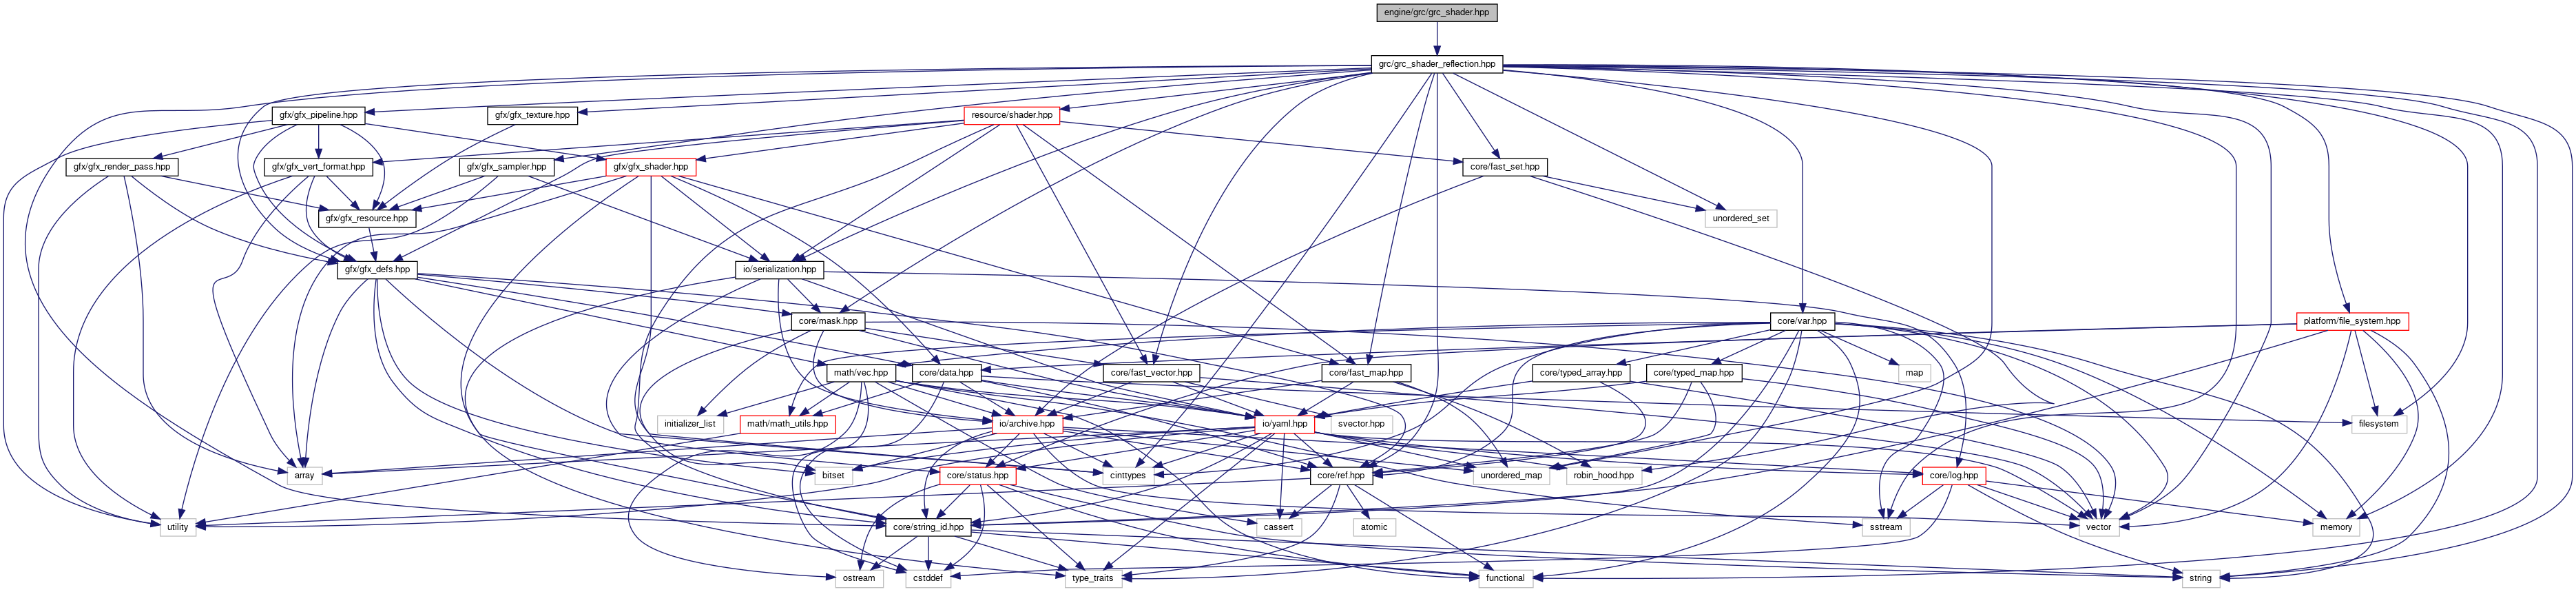 engine/grc/grc_shader.hpp
grc/grc_shader_reflection.hpp
gfx/gfx_pipeline.hpp
gfx/gfx_texture.hpp
resource/shader.hpp
gfx/gfx_render_pass.hpp
gfx/gfx_vert_format.hpp
gfx/gfx_sampler.hpp
gfx/gfx_shader.hpp
core/fast_set.hpp
gfx/gfx_resource.hpp
unordered_set
gfx/gfx_defs.hpp
io/serialization.hpp
core/mask.hpp
core/var.hpp
platform/file_system.hpp
math/vec.hpp
core/data.hpp
core/fast_vector.hpp
core/fast_map.hpp
core/typed_array.hpp
core/typed_map.hpp
map
initializer_list
math/math_utils.hpp
io/archive.hpp
io/yaml.hpp
svector.hpp
filesystem
array
bitset
core/status.hpp
cinttypes
core/ref.hpp
unordered_map
robin_hood.hpp
core/log.hpp
utility
core/string_id.hpp
cassert
atomic
sstream
vector
memory
ostream
cstddef
type_traits
functional
string